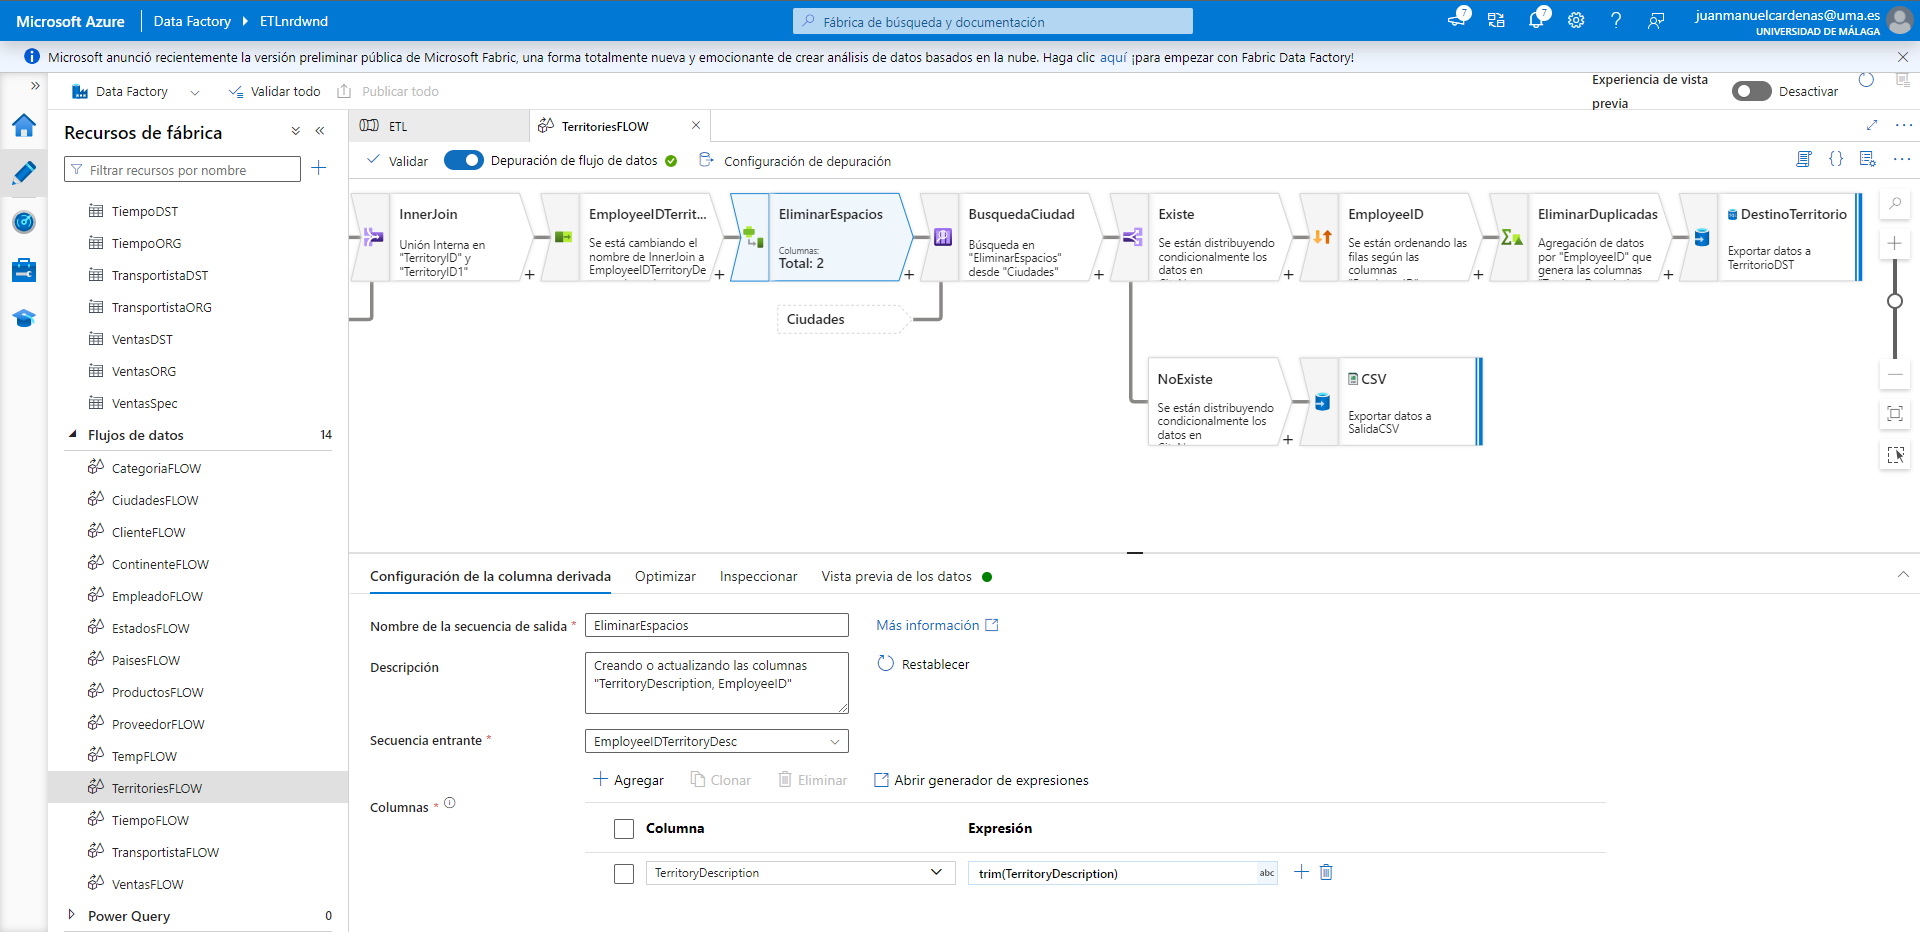 Microsoft Azure
Data Factory
ETLnrdwnd
Fábrica de búsqueda y documentación
7
7
juanmanuelcardenas@uma.es
UNIVERSIDAD DE MÁLAGA
Microsoft anunció recientemente la versión preliminar pública de Microsoft Fabric, una forma totalmente nueva y emocionante de crear análisis de datos basados en la nube. Haga clic aquí ¡para empezar con Fabric Data Factory!
Data Factory
Validar todo
Publicar todo
Experiencia de vista
previa
Desactivar
Recursos de fábrica
Filtrar recursos por nombre
TiempoDST
TiempoORG
TransportistaDST
TransportistaORG
VentasDST
VentasORG
VentasSpec
Flujos de datos 14
CategoriaFLOW
CiudadesFLOW
ClienteFLOW
ContinenteFLOW
EmpleadoFLOW
EstadosFLOW
PaisesFLOW
ProductosFLOW
ProveedorFLOW
TempFLOW
TerritoriesFLOW
TiempoFLOW
TransportistaFLOW
VentasFLOW
Power Query 0
ETL
TerritoriesFLOW
Validar
Depuración de flujo de datos
Configuración de depuración
InnerJoin
Unión Interna en
"TerritoryID" y
"TerritoryID1"
EmployeeIDTerrit...
Se está cambiando el
nombre de InnerJoin a
EmployeeIDTerritoryDe
EliminarEspacios
Columnas:
Total: 2
BusquedaCiudad
Búsqueda en
"EliminarEspacios"
desde "Ciudades"
Existe
Se están distribuyendo
condicionalmente los
datos en
EmployeeID
Se están ordenando las
filas según las
columnas
EliminarDuplicadas
Agregación de datos
por "EmployeeID" que
genera las columnas
DestinoTerritorio
Exportar datos a
TerritorioDST
Ciudades
NoExiste
Se están distribuyendo
condicionalmente los
datos en
CSV
Exportar datos a
SalidaCSV
Configuración de la columna derivada
Optimizar
Inspeccionar
Vista previa de los datos
Nombre de la secuencia de salida *
EliminarEspacios
Más información
Descripción
Creando o actualizando las columnas
"TerritoryDescription, EmployeeID"
Restablecer
Secuencia entrante *
EmployeeIDTerritoryDesc
Agregar
Clonar
Eliminar
Abrir generador de expresiones
Columnas *
Columna
Expresión
TerritoryDescription
trim(TerritoryDescription)
abc